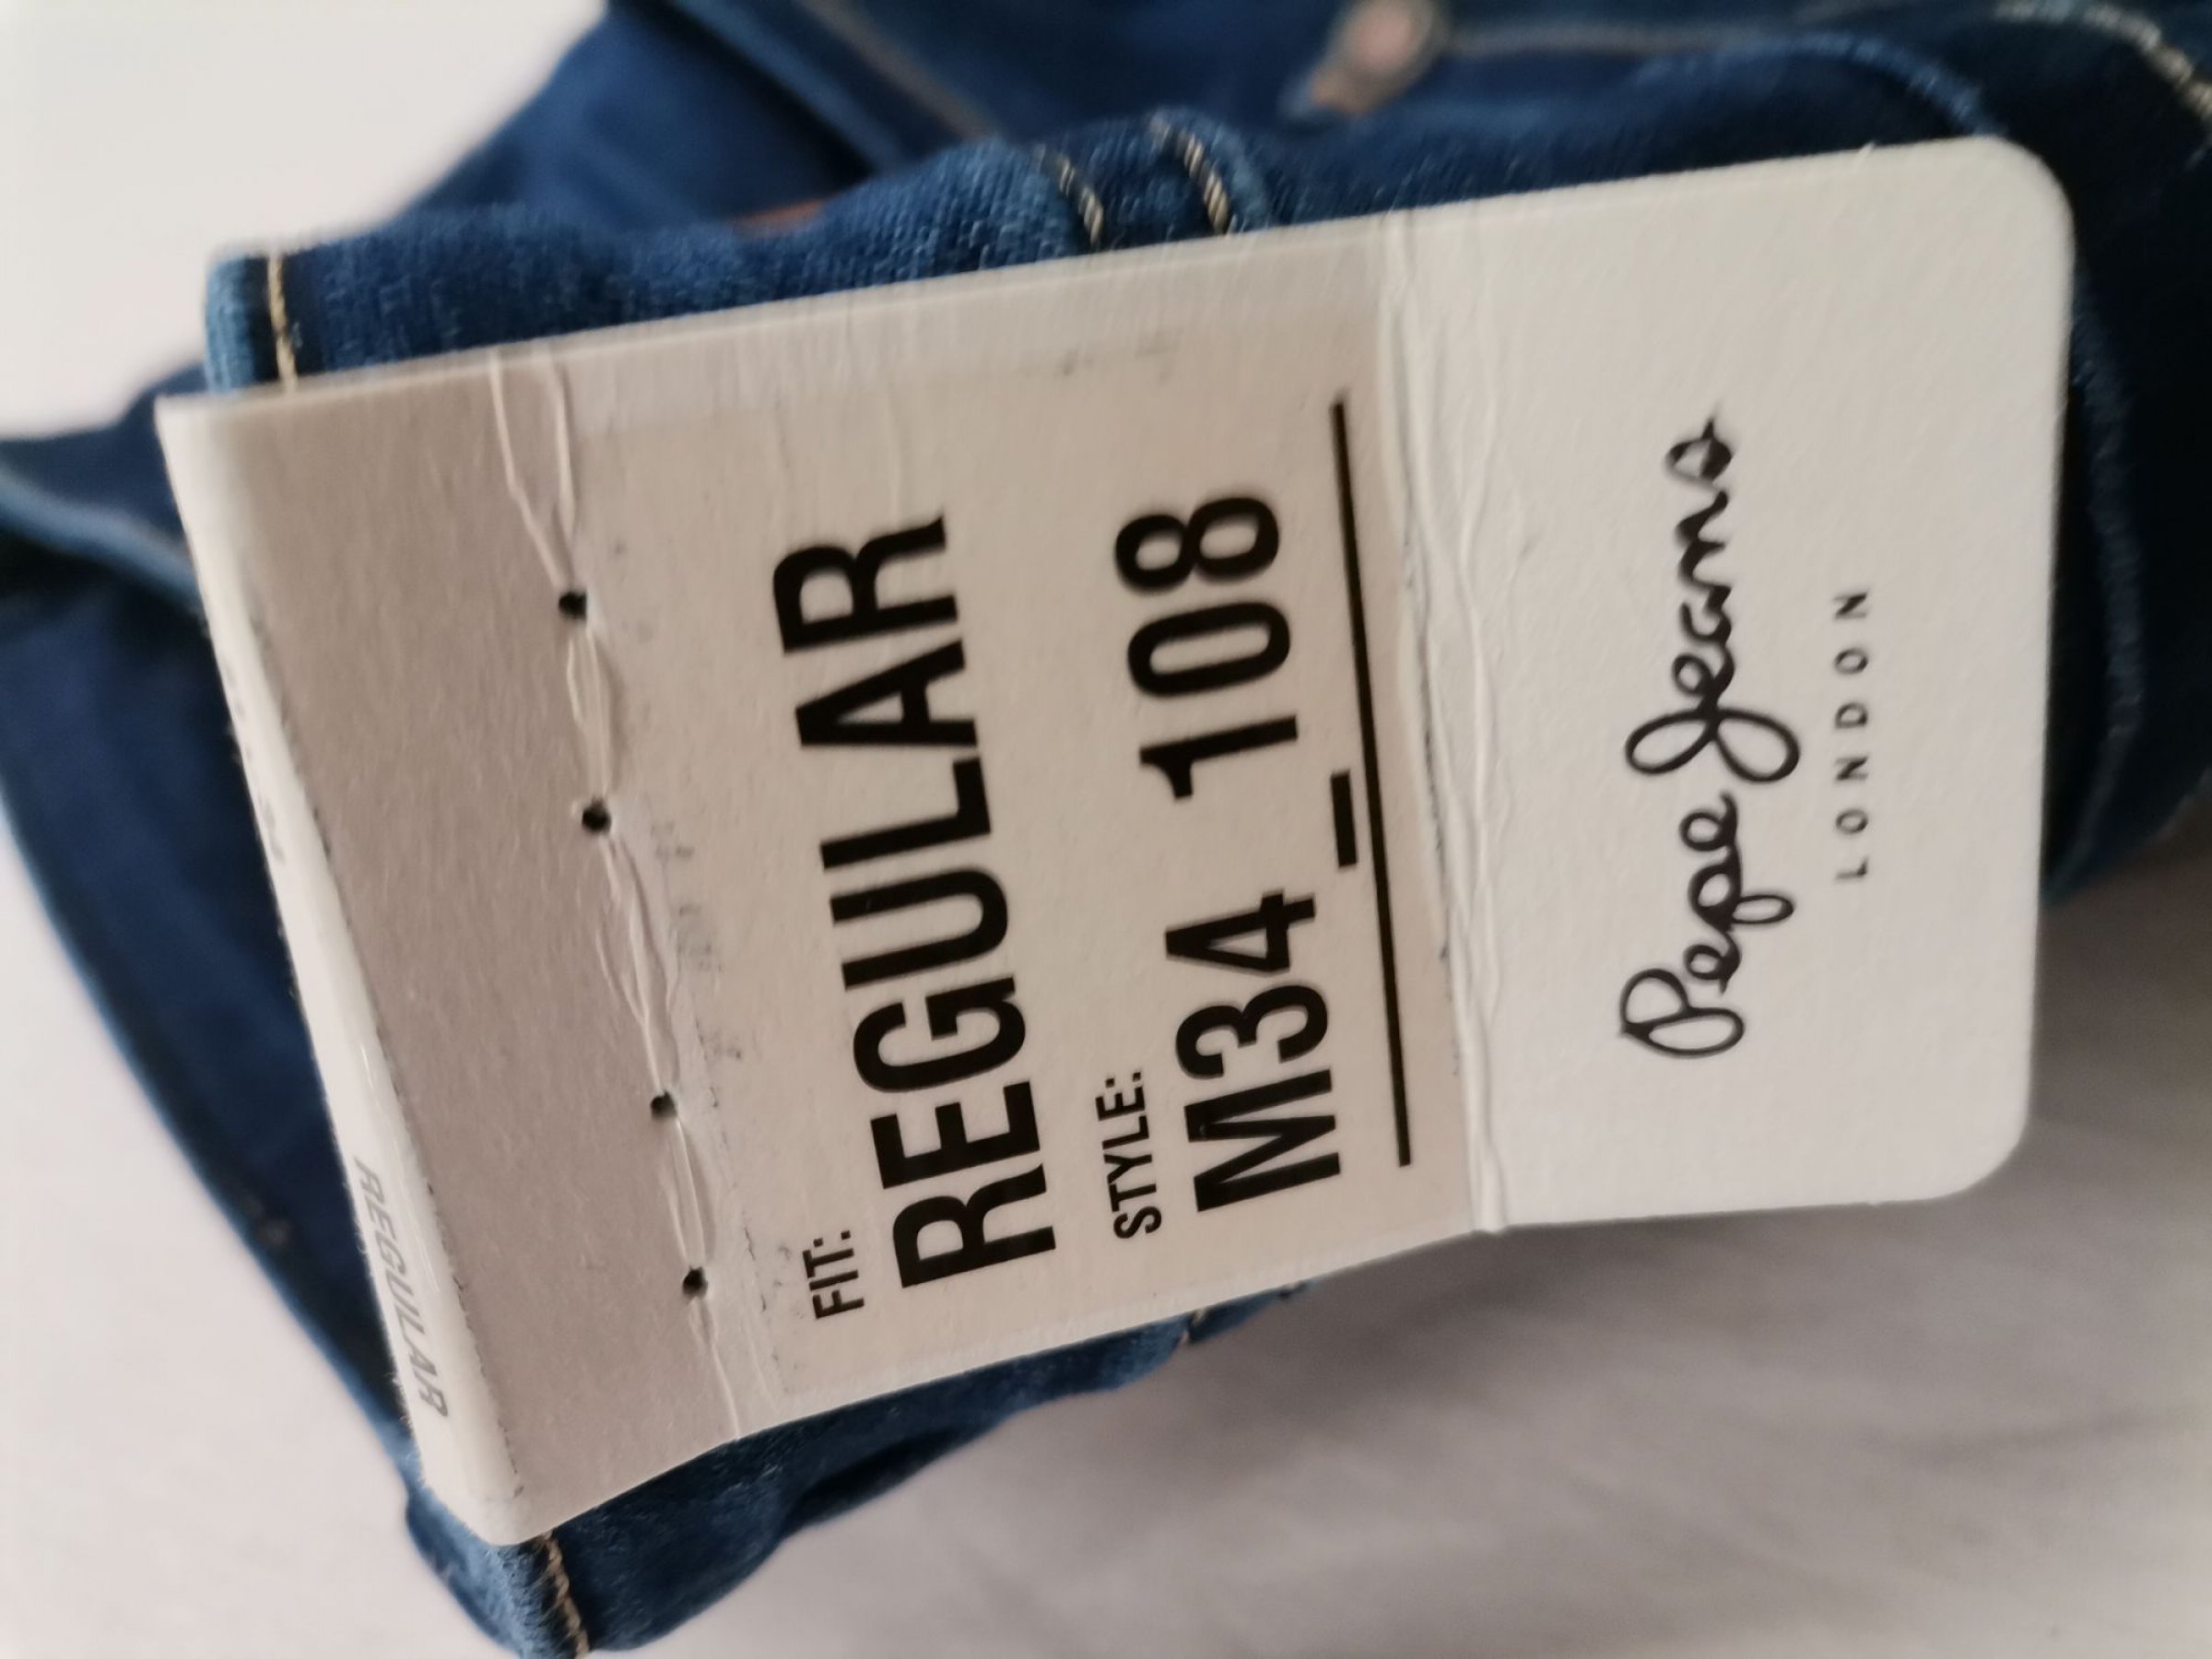 FIT:
REGULAR
STYLE:
M34_108
Pepe Jeans
LONDON
REGULAR